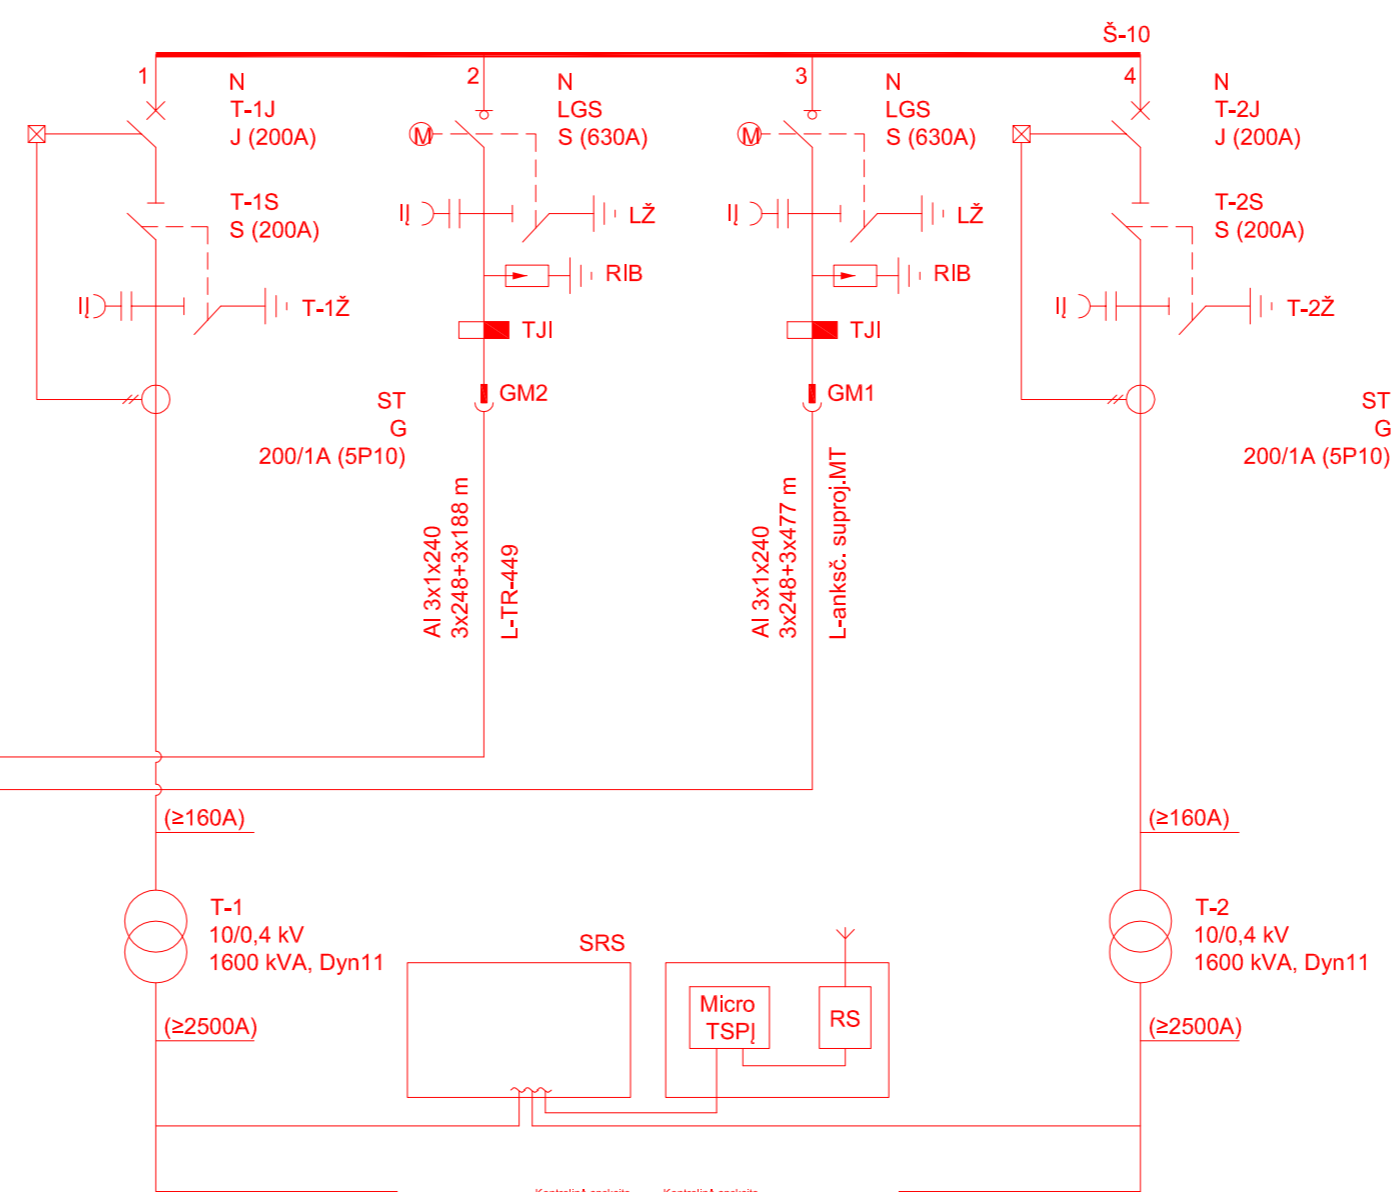 Š-10
1
N
T-1J
J (200A)
T-1S
S (200A)
IĮ
T-1Ž
ST
G
200/1A (5P10)
2
N
LGS
S (630A)
M
IĮ
LŽ
RIB
TJI
GM2
Al 3x1x240
3x248+3x188 m
L-TR-449
3
N
LGS
S (630A)
M
IĮ
LŽ
RIB
TJI
GM1
Al 3x1x240
3x248+3x477 m
L-anksč. suproj.MT
4
N
T-2J
J (200A)
T-2S
S (200A)
IĮ
T-2Ž
ST
G
200/1A (5P10)
(≥160A)
T-1
10/0,4 kV
1600 kVA, Dyn11
(≥2500A)
SRS
Micro
TSPĮ
RS
(≥160A)
T-2
10/0,4 kV
1600 kVA, Dyn11
(≥2500A)